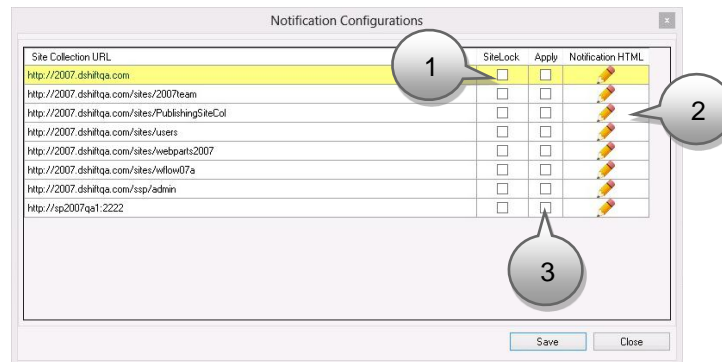 Notification Configurations
x
Site Collection URL SiteLock Apply Notification HTML
http://2007.dshiftqa.com
http://2007.dshiftqa.com/sites/2007team
http://2007.dshiftqa.com/sites/PublishingSiteCol
http://2007.dshiftqa.com/sites/users
http://2007.dshiftqa.com/sites/webparts2007
http://2007.dshiftqa.com/sites/wflow07a
http://2007.dshiftqa.com/ssp/admin
http://sp2007qa1:2222
1
2
3
Save Close